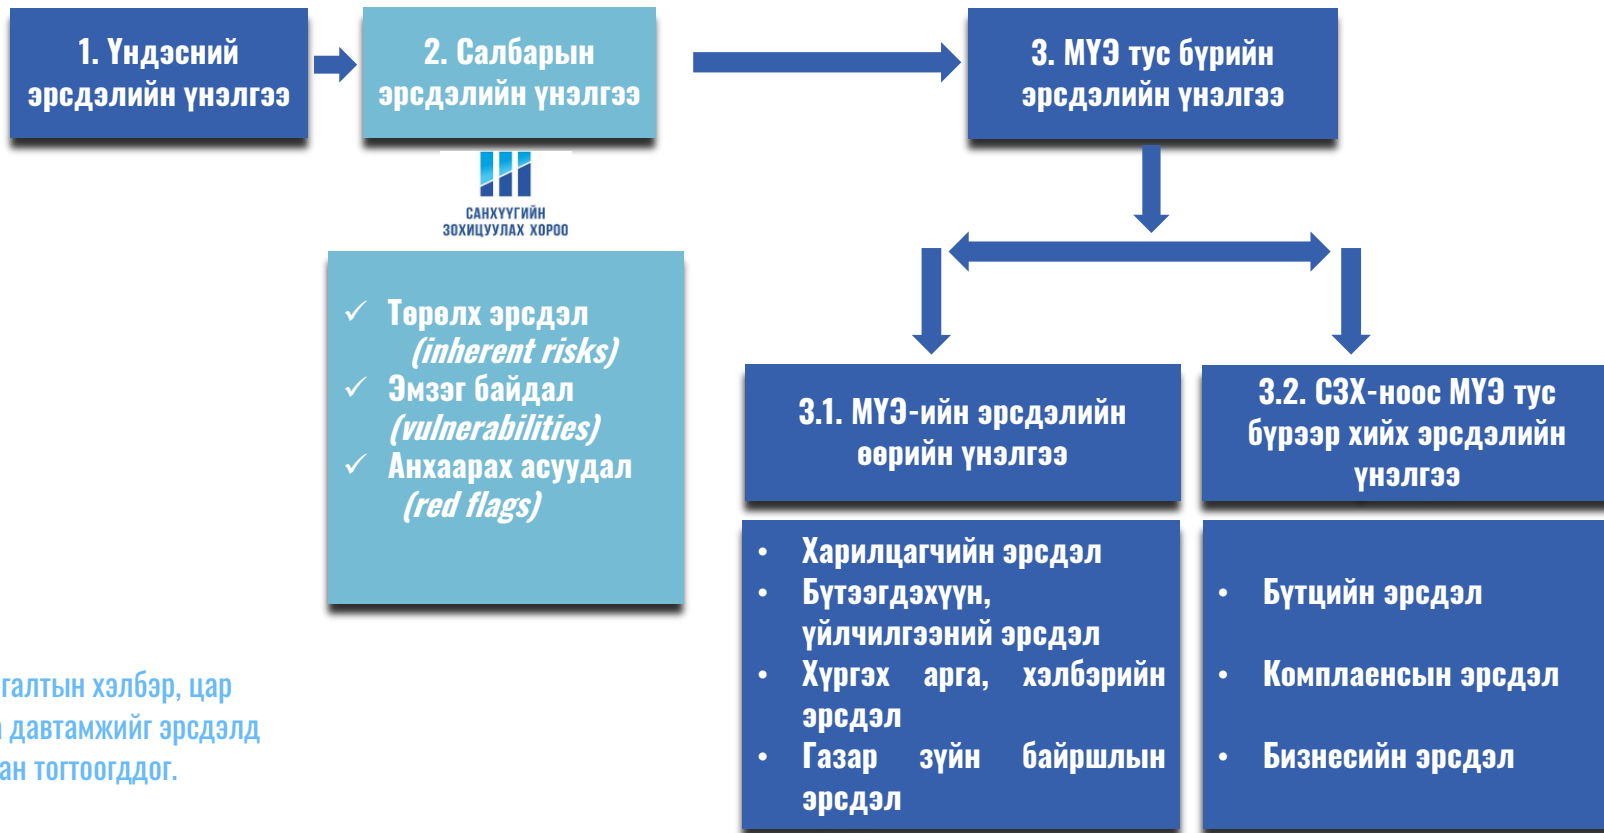 1. Үндэсний
эрсдэлийн үнэлгээ
2. Салбарын
эрсдэлийн үнэлгээ
3. МҮЭ тус бүрийн
эрсдэлийн үнэлгээ
САНХҮҮГИЙН
ЗОХИЦУУЛАХ ХОРОО
✓ Төрөлх эрсдэл
(inherent risks)
✓ Эмзэг байдал
(vulnerabilities)
✓ Анхаарах асуудал
(red flags)
3.1. МҮЭ-ийн эрсдэлийн
өөрийн үнэлгээ
3.2. СЗХ-ноос МҮЭ тус
бүрээр хийх эрсдэлийн
үнэлгээ
• Харилцагчийн эрсдэл
• Бүтээгдэхүүн,
үйлчилгээний эрсдэл
• Хүргэх арга, хэлбэрийн
эрсдэл
• Газар зүйн байршлын
эрсдэл
• Бүтцийн эрсдэл
• Комплаенсын эрсдэл
• Бизнесийн эрсдэл
галтын хэлбэр, цар
давтамжийг эрсдэлд
ан тогтоогддог.